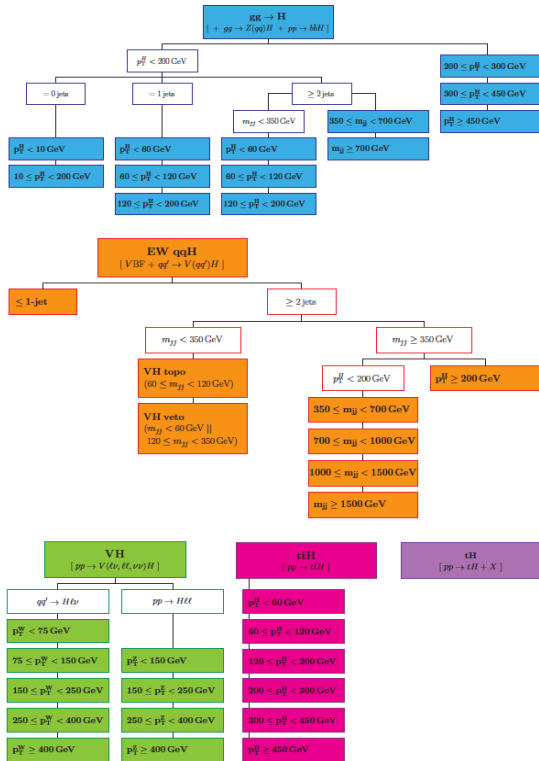 gg → H
[ + gg → Z(qq)H + pp → bb̄H ]
p_T^H < 200 GeV
= 0 jets
= 1 jets
≥ 2 jets
200 ≤ p_T^H < 300 GeV
300 ≤ p_T^H < 450 GeV
p_T^H ≥ 450 GeV
m_jj < 350 GeV
350 ≤ m_jj < 700 GeV
m_jj ≥ 700 GeV
p_T^H < 10 GeV
10 ≤ p_T^H < 200 GeV
p_T^H < 60 GeV
60 ≤ p_T^H < 120 GeV
120 ≤ p_T^H < 200 GeV
p_T^H < 60 GeV
60 ≤ p_T^H < 120 GeV
120 ≤ p_T^H < 200 GeV
EW qqH
[ VBF + qq′ → V(qq′)H ]
≤ 1-jet
≥ 2 jets
m_jj < 350 GeV
m_jj ≥ 350 GeV
VH topo
(60 ≤ m_jj < 120 GeV)
VH veto
(m_jj < 60 GeV ||
120 ≤ m_jj < 350 GeV)
p_T^H < 200 GeV
p_T^H ≥ 200 GeV
350 ≤ m_jj < 700 GeV
700 ≤ m_jj < 1000 GeV
1000 ≤ m_jj < 1500 GeV
m_jj ≥ 1500 GeV
VH
[ pp → V(ℓν, ℓℓ, νν)H ]
qq′ → Hℓν
pp → Hℓℓ
p_T^W < 75 GeV
75 ≤ p_T^W < 150 GeV
150 ≤ p_T^W < 250 GeV
250 ≤ p_T^W < 400 GeV
p_T^W ≥ 400 GeV
p_T^Z < 150 GeV
150 ≤ p_T^Z < 250 GeV
250 ≤ p_T^Z < 400 GeV
p_T^Z ≥ 400 GeV
tt̄H
[ pp → tt̄H ]
p_T^H < 60 GeV
60 ≤ p_T^H < 120 GeV
120 ≤ p_T^H < 200 GeV
200 ≤ p_T^H < 300 GeV
300 ≤ p_T^H < 450 GeV
p_T^H ≥ 450 GeV
tH
[ pp → tH + X ]